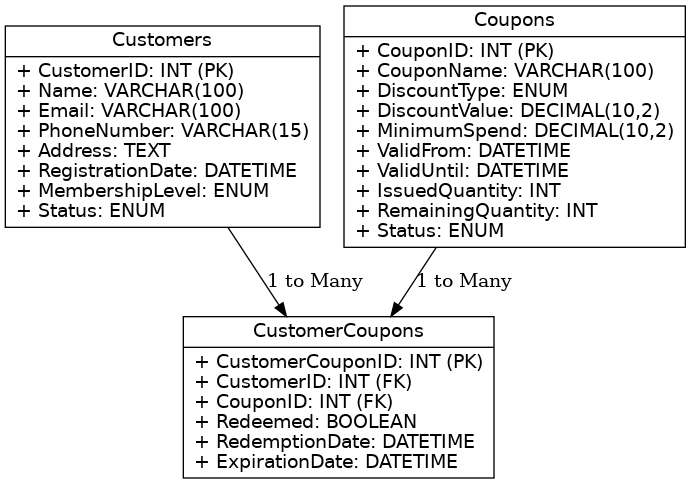 Customers
+ CustomerID: INT (PK)
+ Name: VARCHAR(100)
+ Email: VARCHAR(100)
+ PhoneNumber: VARCHAR(15)
+ Address: TEXT
+ RegistrationDate: DATETIME
+ MembershipLevel: ENUM
+ Status: ENUM
Coupons
+ CouponID: INT (PK)
+ CouponName: VARCHAR(100)
+ DiscountType: ENUM
+ DiscountValue: DECIMAL(10,2)
+ MinimumSpend: DECIMAL(10,2)
+ ValidFrom: DATETIME
+ ValidUntil: DATETIME
+ IssuedQuantity: INT
+ RemainingQuantity: INT
+ Status: ENUM
1 to Many
1 to Many
CustomerCoupons
+ CustomerCouponID: INT (PK)
+ CustomerID: INT (FK)
+ CouponID: INT (FK)
+ Redeemed: BOOLEAN
+ RedemptionDate: DATETIME
+ ExpirationDate: DATETIME